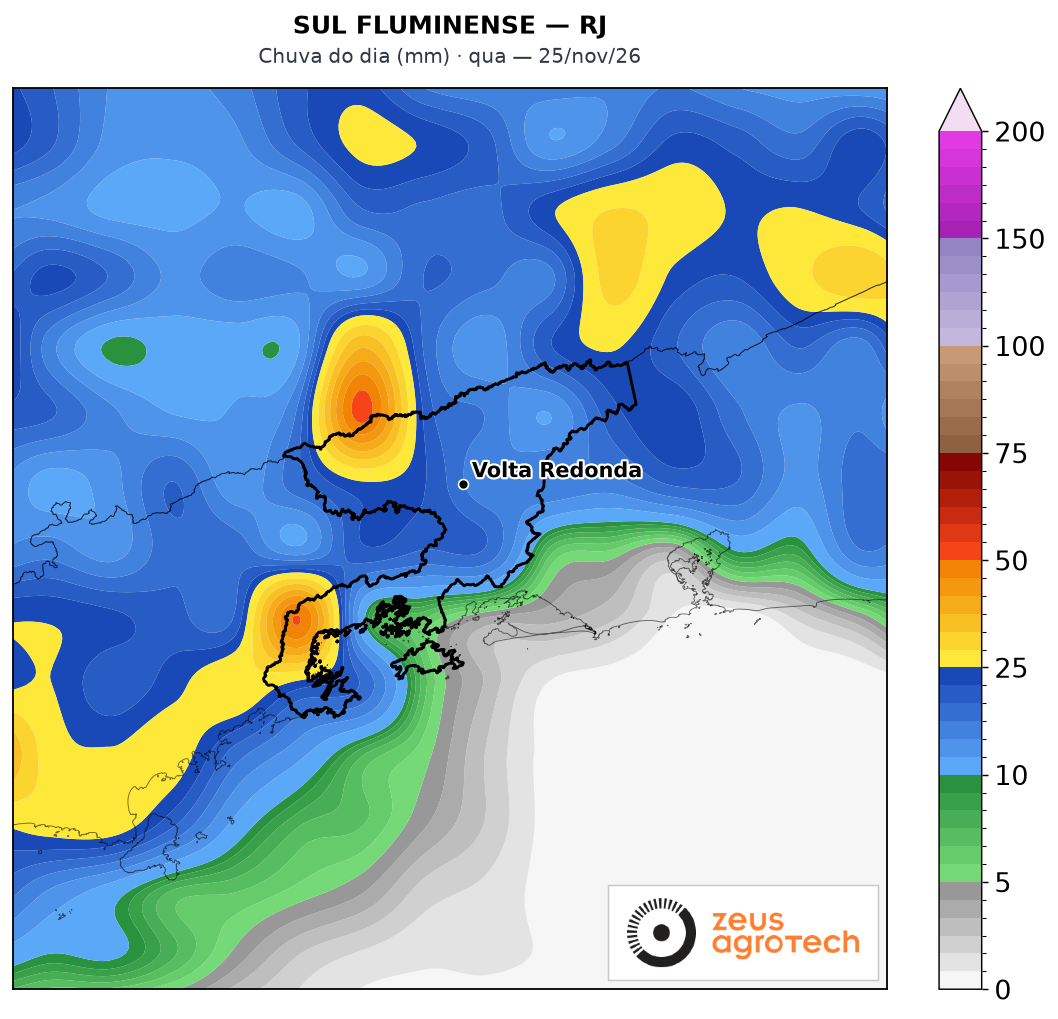 SUL FLUMINENSE — RJ
Chuva do dia (mm) · qua — 25/nov/26
200
150
100
75
50
25
10
5
0
Volta Redonda
zeus
agrotech